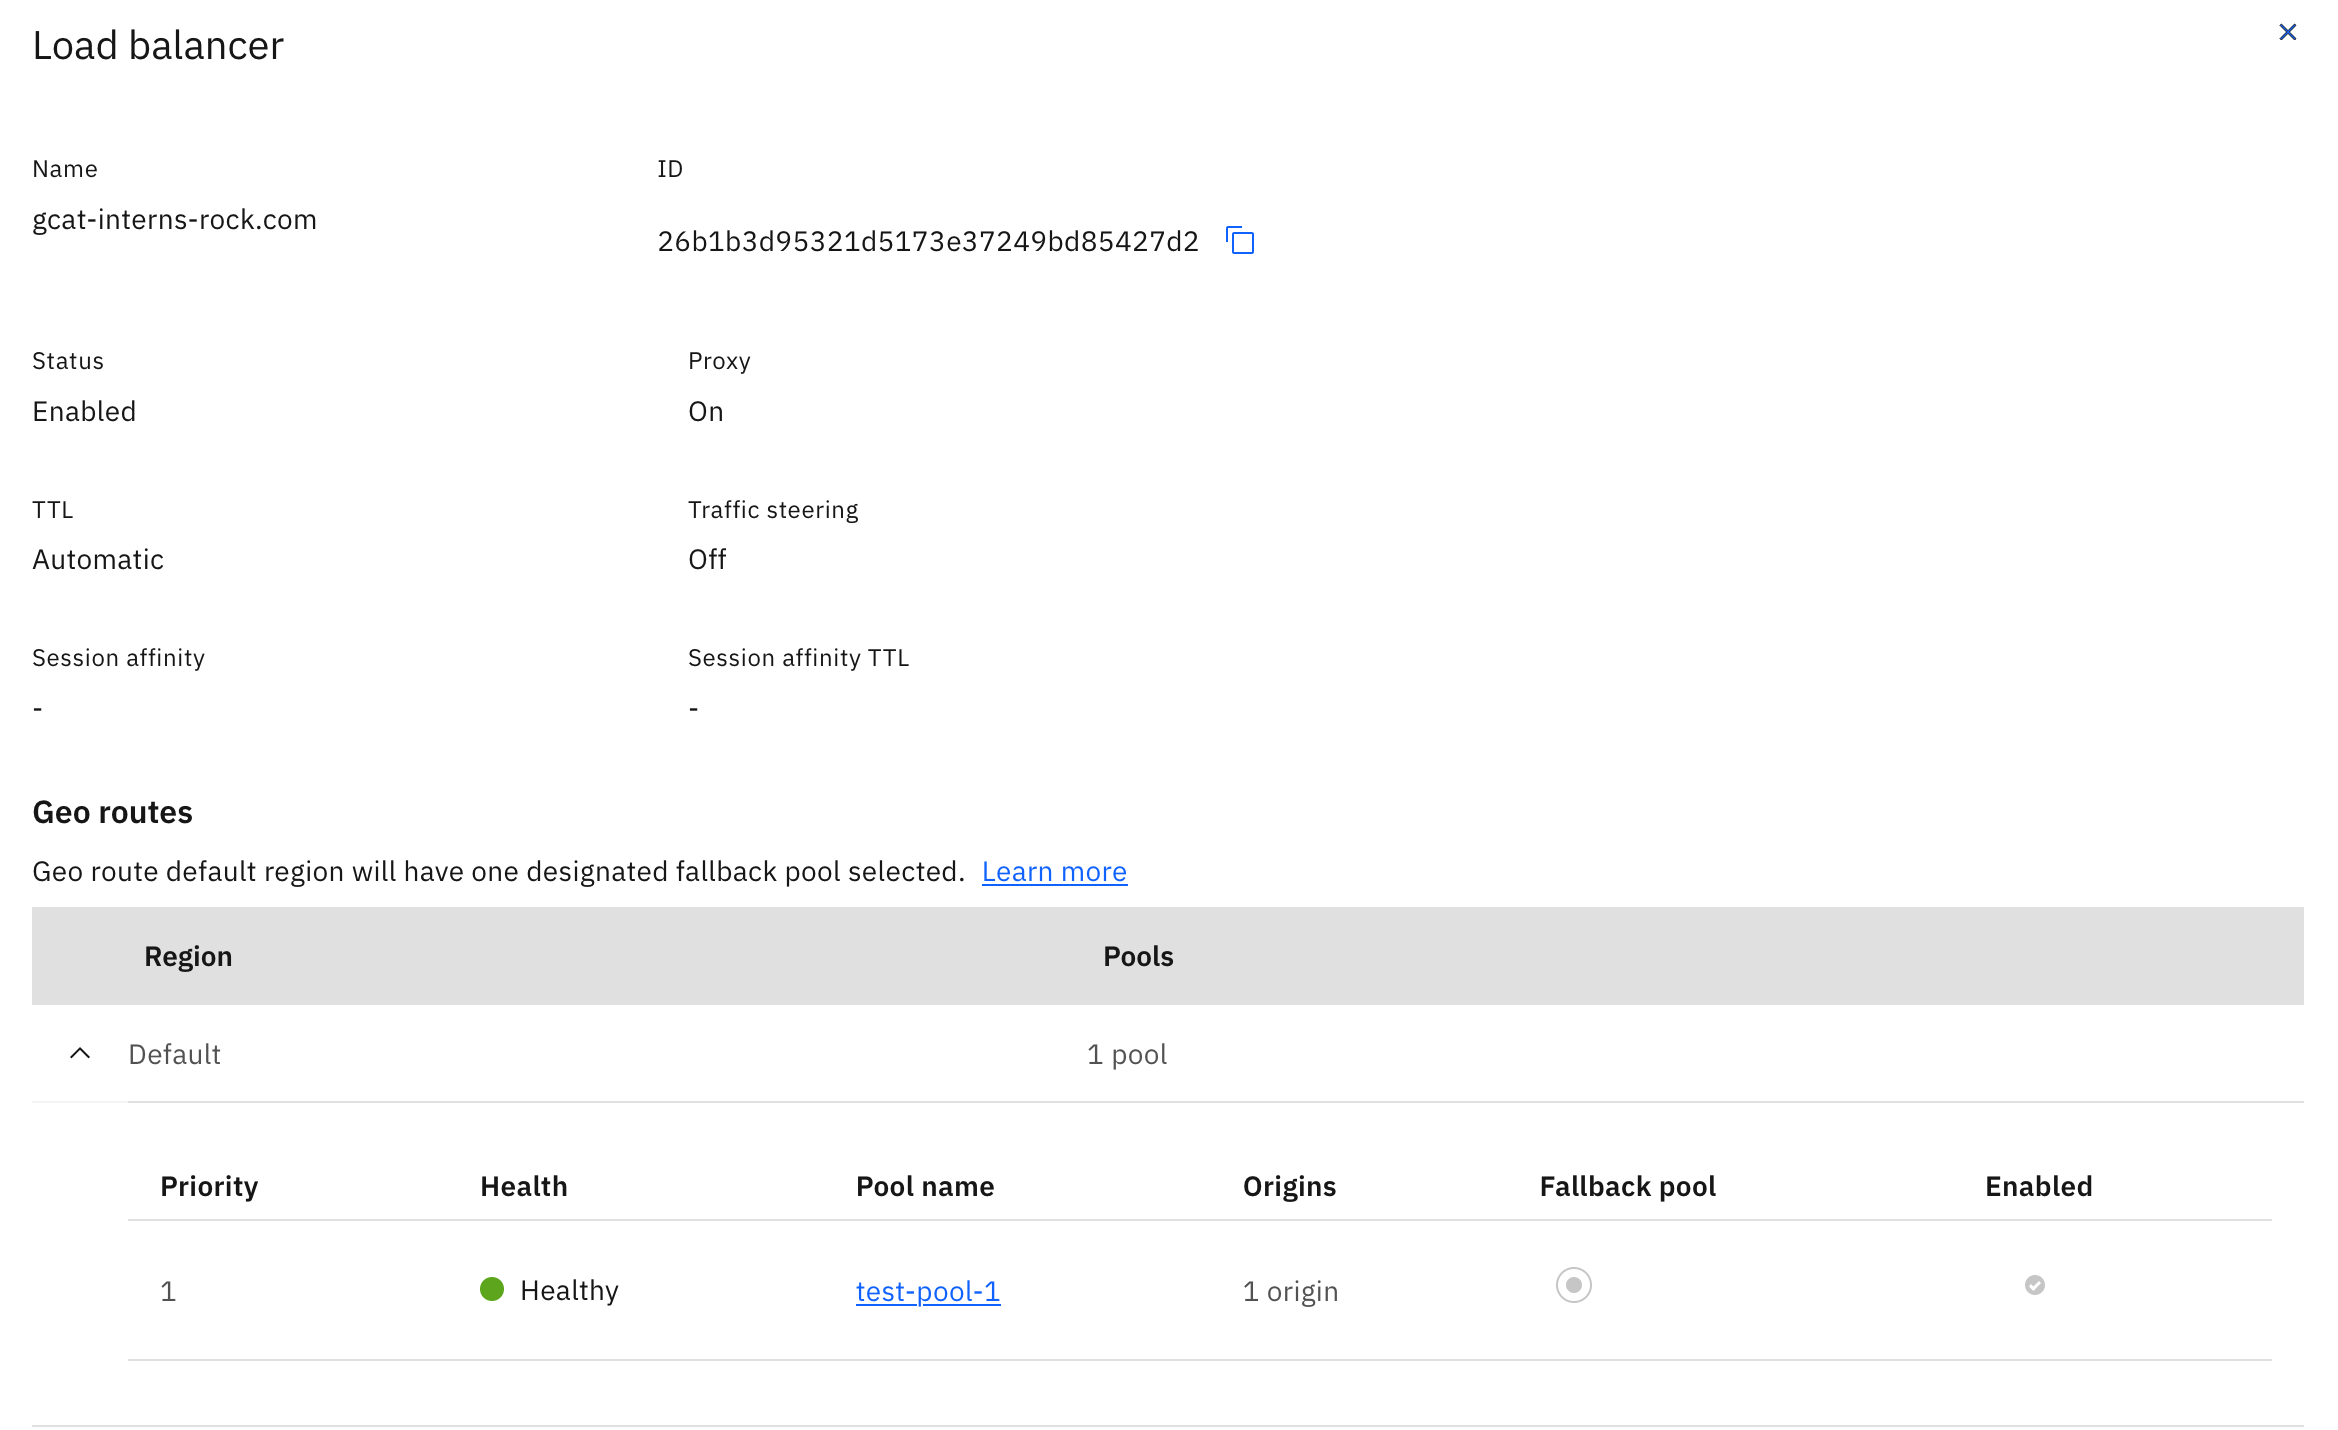 Load balancer
Name
ID
gcat-interns-rock.com
26b1b3d95321d5173e37249bd85427d2
Status
Proxy
Enabled
On
TTL
Traffic steering
Automatic
Off
Session affinity
Session affinity TTL
-
-
Geo routes
Geo route default region will have one designated fallback pool selected. Learn more
Region Pools
Default 1 pool
Priority Health Pool name Origins Fallback pool Enabled
1 Healthy test-pool-1 1 origin